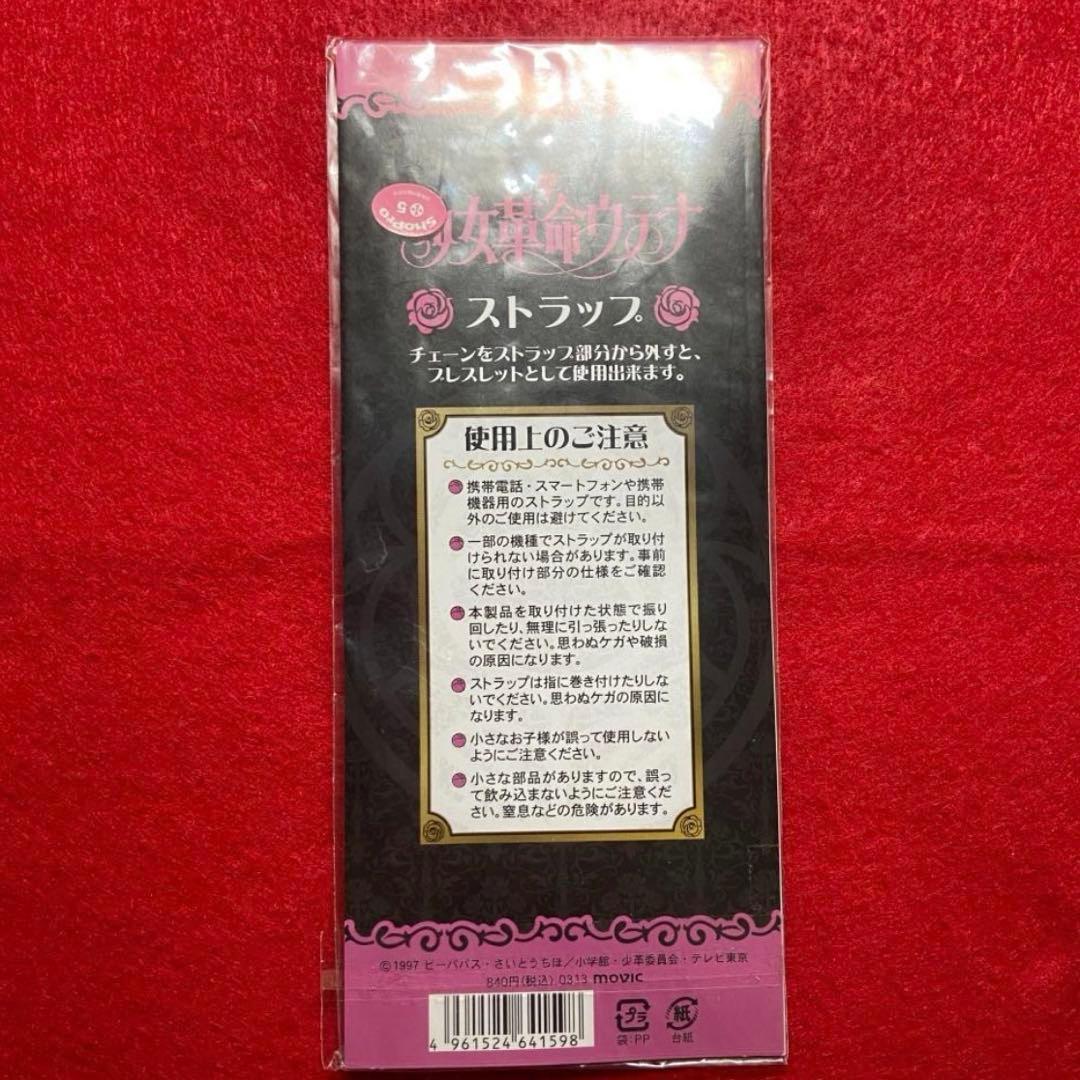 ShoPro
5
少女革命ウテナ
ストラップ
チェーンをストラップ部分から外すと、
ブレスレットとして使用出来ます。
使用上のご注意
携帯電話・スマートフォンや携帯
機器用のストラップです。目的以
外のご使用は避けてください。
一部の機種でストラップが取り付
けられない場合があります。事前
に取り付け部分の仕様をご確認
ください。
本製品を取り付けた状態で振り
回したり、無理に引っ張ったりしな
いでください。思わぬケガや破損
の原因になります。
ストラップは指に巻き付けたりしな
いでください。思わぬケガの原因に
なります。
小さなお子様が誤って使用しない
ようにご注意ください。
小さな部品がありますので、誤っ
て飲み込まないようにご注意くだ
さい。窒息などの危険があります。
©1997 ビーパパス・さいとうちほ／小学館・少革委員会・テレビ東京
840円(税込) 0313 movic
4 961524 641598
プラ
袋:PP
紙
台紙